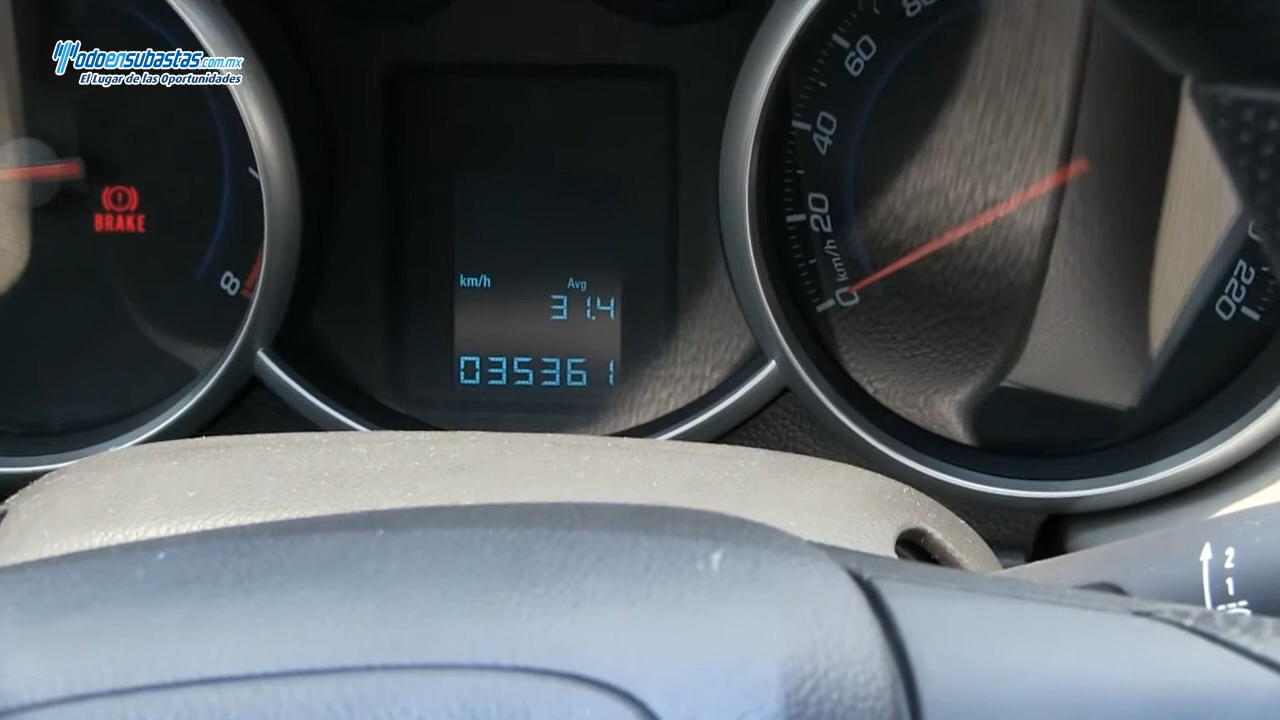 Todoensubastas.com.mx
El Lugar de las Oportunidades
BRAKE
8
km/h
Avg
31.4
035361
80
60
40
20
0
km/h
220
2
1